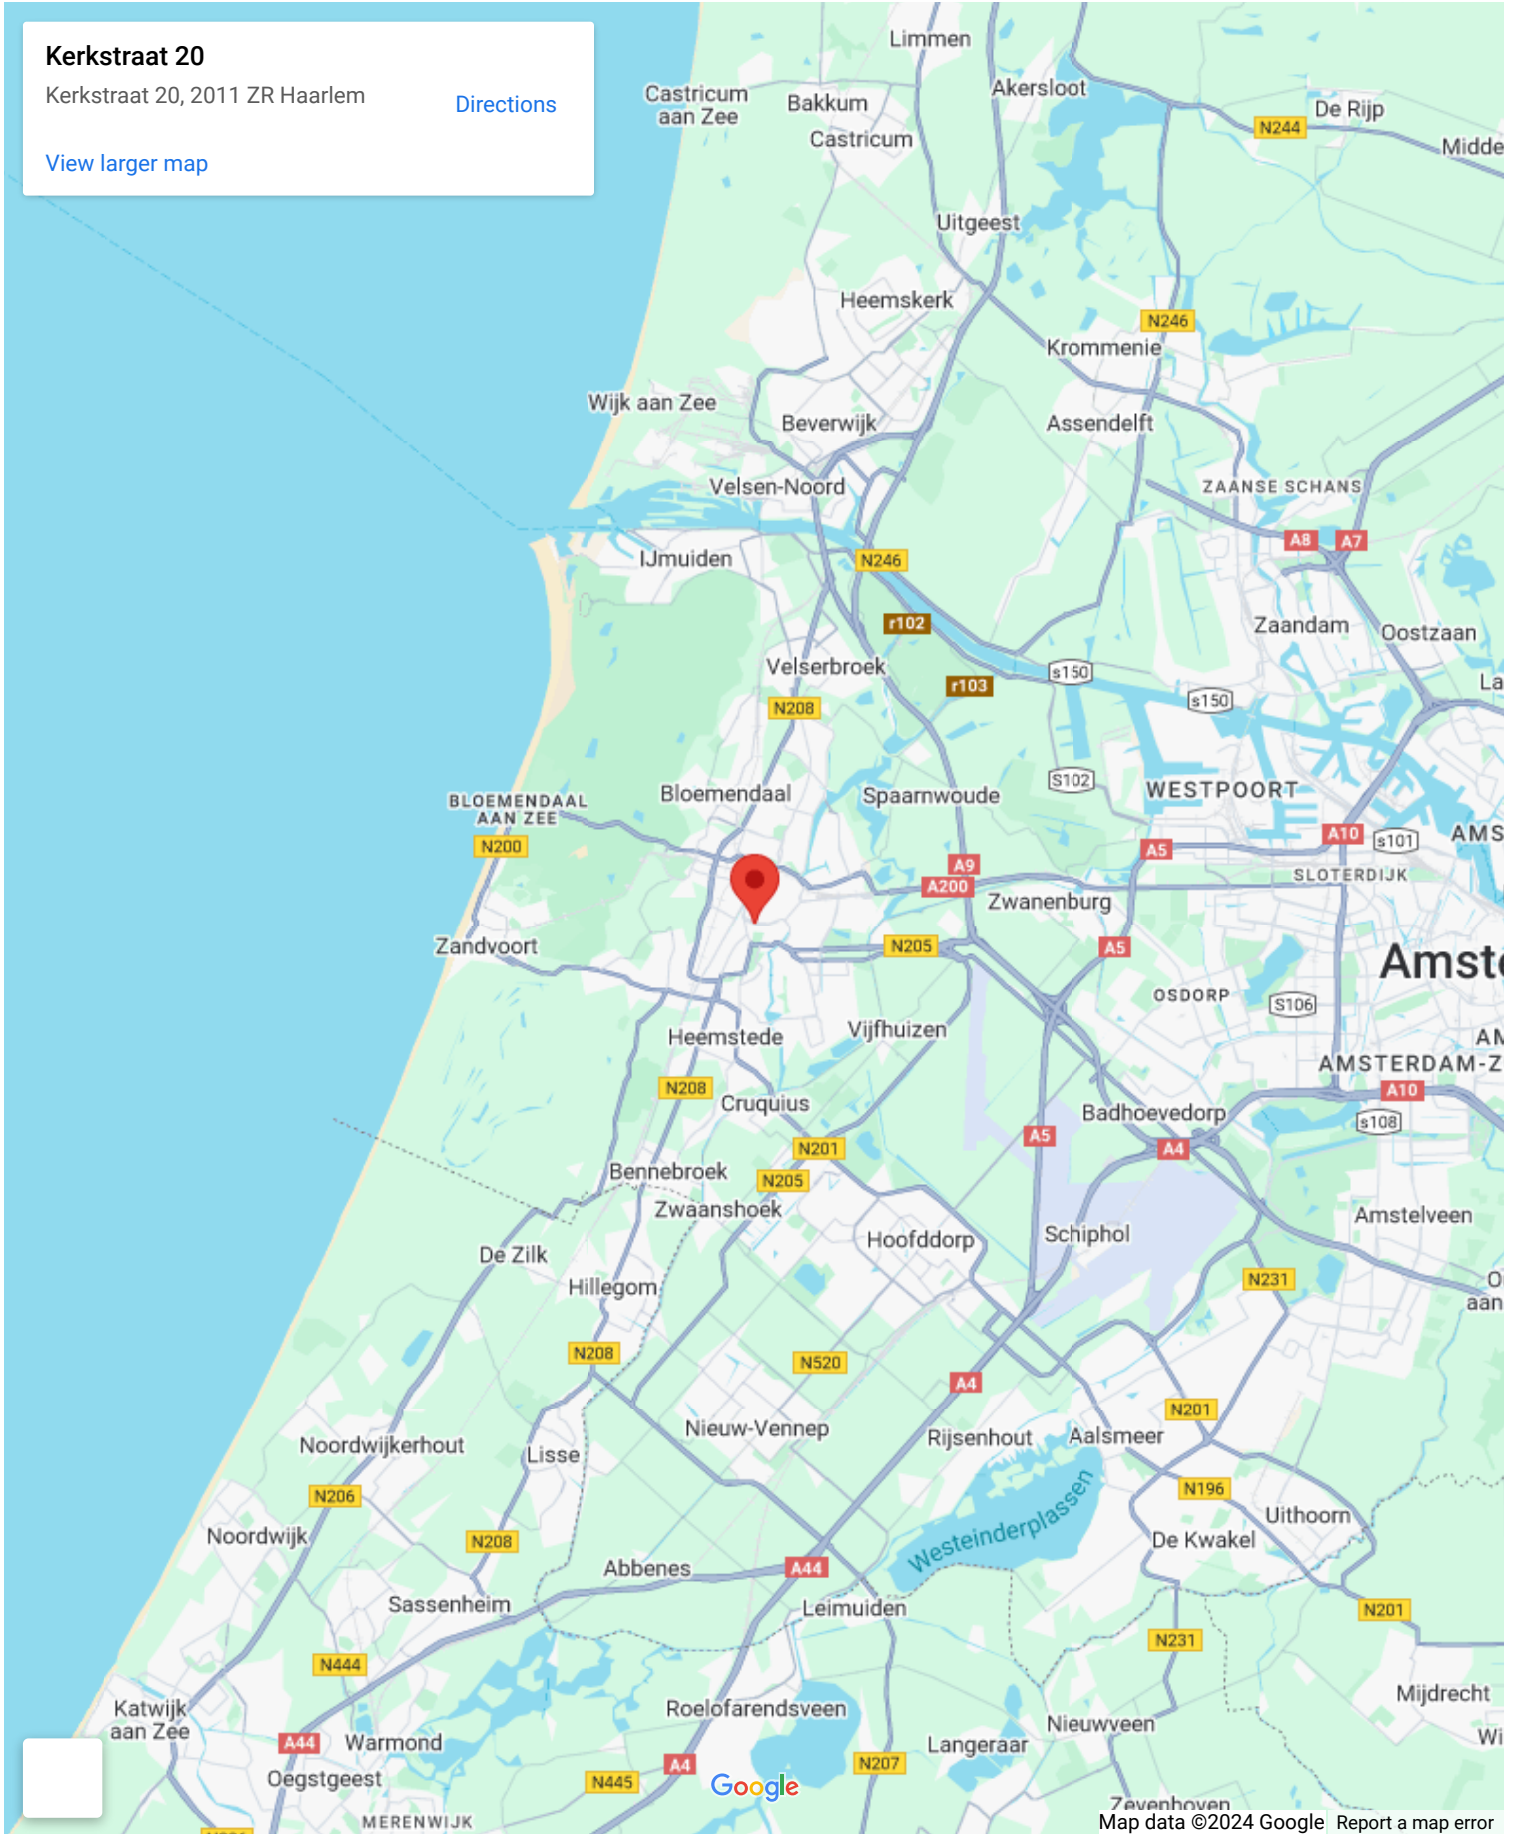 Kerkstraat 20
Kerkstraat 20, 2011 ZR Haarlem
Directions
View larger map
Limmen
Castricum
aan Zee
Bakkum
Akersloot
De Rijp
N244
Castricum
Midde
Uitgeest
Heemskerk
N246
Krommenie
Wijk aan Zee
Beverwijk
Assendelft
Velsen-Noord
ZAANSE SCHANS
A8
A7
IJmuiden
N246
r102
Zaandam
Oostzaan
Velserbroek
s150
r103
La
s150
N208
S102
Bloemendaal
Spaarnwoude
WESTPOORT
BLOEMENDAAL
AAN ZEE
N200
A10
s101
AMS
A5
A9
A200
SLOTERDIJK
Zwanenburg
Zandvoort
N205
A5
Amste
OSDORP
S106
Heemstede
Vijfhuizen
AM
AMSTERDAM-Z
N208
A10
Cruquius
Badhoevedorp
s108
A5
N201
A4
Bennebroek
N205
Zwaanshoek
Amstelveen
Hoofddorp
Schiphol
De Zilk
Hillegom
N231
O
aan
N208
N520
A4
N201
Noordwijkerhout
Lisse
Nieuw-Vennep
Rijsenhout
Aalsmeer
N206
N196
Westeinderplassen
Uithoorn
Noordwijk
N208
De Kwakel
Abbenes
A44
Sassenheim
Leimuiden
N201
N231
N444
Katwijk
aan Zee
Roelofarendsveen
Mijdrecht
Nieuwveen
A44
Warmond
Langeraar
Wi
A4
N207
Oegstgeest
N445
Google
Zevenhoven
MERENWIJK
Map data ©2024 Google
Report a map error